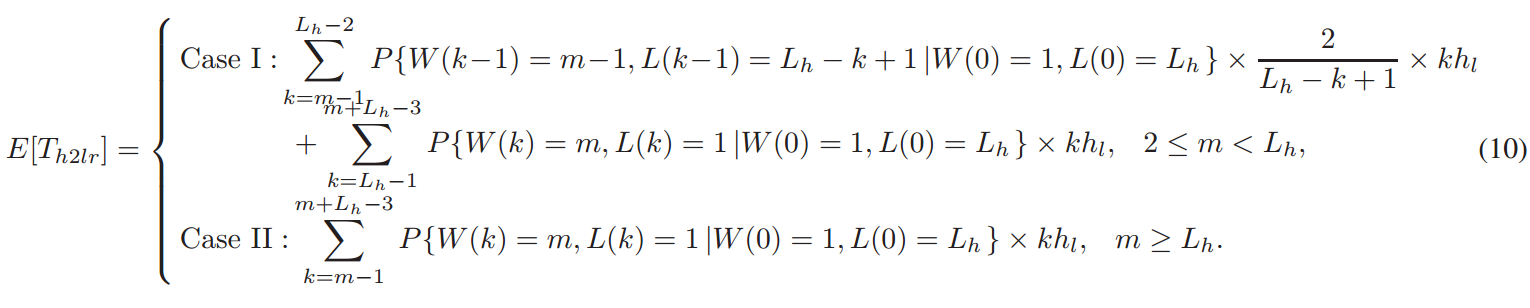 E[T_{h2lr}] = { Case I : \sum_{k=m-1}^{L_h-2} P{W(k−1) = m−1, L(k−1) = L_h − k + 1 |W(0) = 1, L(0) = L_h} × \frac{2}{L_h − k + 1} × kh_l
+ \sum_{k=L_h-1}^{m+L_h-3} P{W(k) = m, L(k) = 1 |W(0) = 1, L(0) = L_h} × kh_l, 2 ≤ m < L_h, (10)
Case II : \sum_{k=m-1}^{m+L_h-3} P{W(k) = m, L(k) = 1 |W(0) = 1, L(0) = L_h} × kh_l, m ≥ L_h.